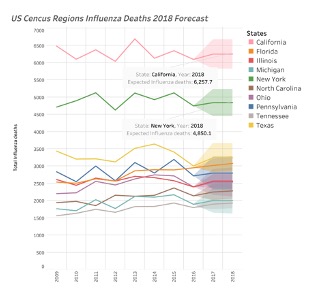 US Cencus Regions Influenza Deaths 2018 Forecast
States
California
Florida
Illinois
Michigan
New York
North Carolina
Ohio
Pennsylvania
Tennessee
Texas
7000
6500
6000
5500
5000
4500
4000
3500
3000
2500
2000
1500
1000
500
0
Total Influenza deaths
State: California, Year: 2018
Expected Influenza deaths: 6,257.7
State: New York, Year: 2018
Expected Influenza deaths: 4,850.1
2009
2010
2011
2012
2013
2014
2015
2016
2017
2018